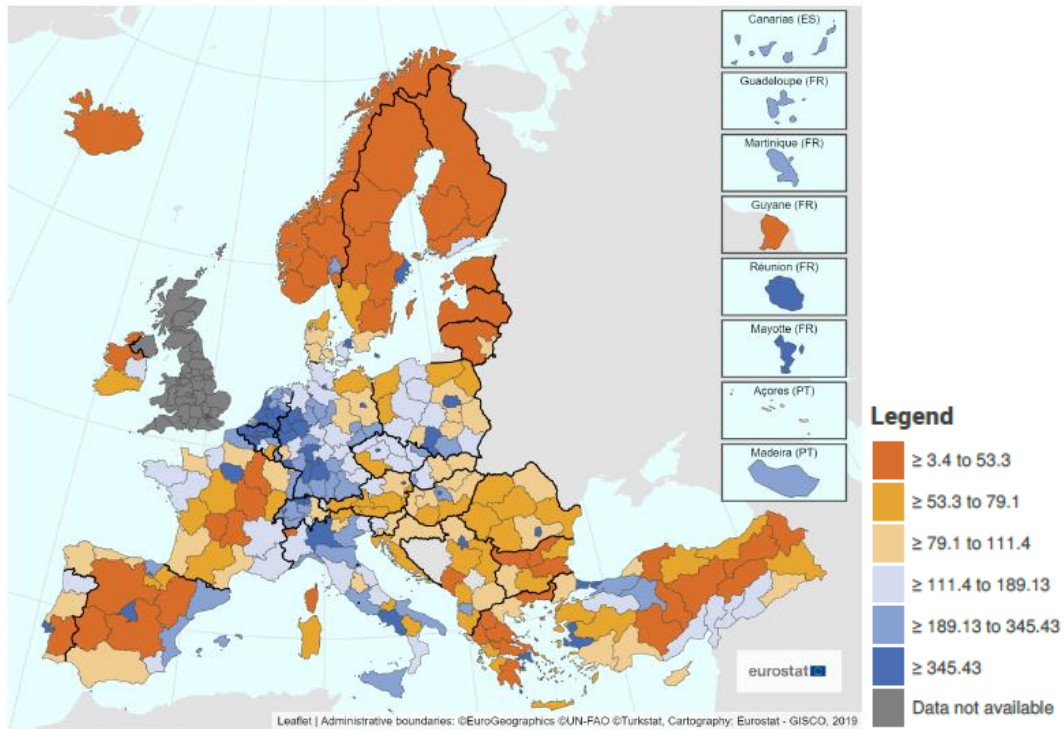 Canarias (ES)
Guadeloupe (FR)
Martinique (FR)
Guyane (FR)
Réunion (FR)
Mayotte (FR)
Açores (PT)
Madeira (PT)
Legend
≥ 3.4 to 53.3
≥ 53.3 to 79.1
≥ 79.1 to 111.4
≥ 111.4 to 189.13
≥ 189.13 to 345.43
≥ 345.43
Data not available
eurostat
Leaflet | Administrative boundaries: ©EuroGeographics ©UN-FAO ©Turkstat, Cartography: Eurostat - GISCO, 2019